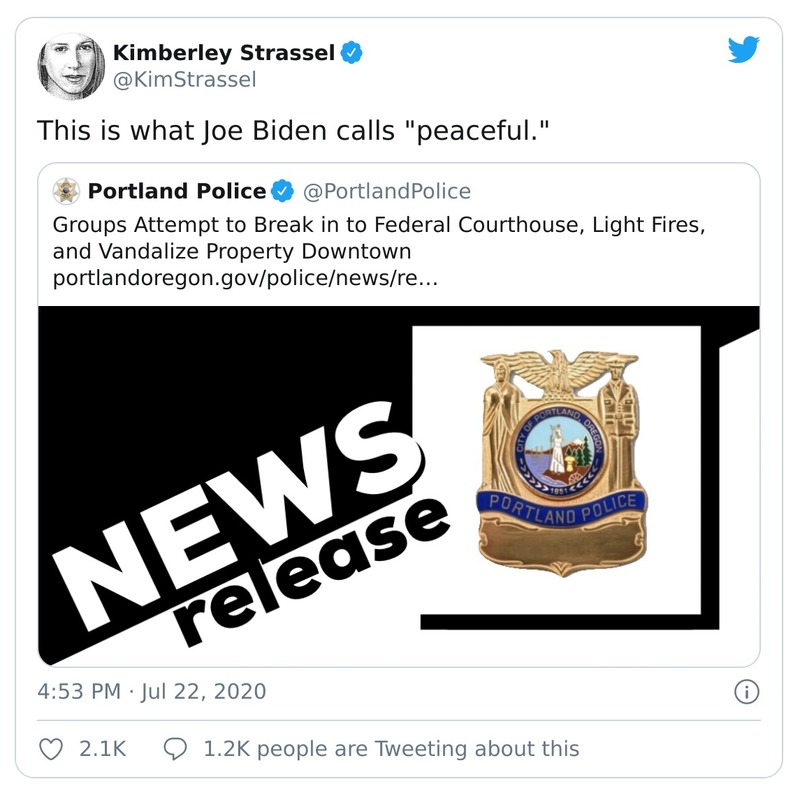 Kimberley Strassel
@KimStrassel
This is what Joe Biden calls "peaceful."
Portland Police @PortlandPolice
Groups Attempt to Break in to Federal Courthouse, Light Fires,
and Vandalize Property Downtown
portlandoregon.gov/police/news/re…
NEWS
release
CITY OF PORTLAND, OREGON
1851
PORTLAND POLICE
4:53 PM · Jul 22, 2020
2.1K 1.2K people are Tweeting about this